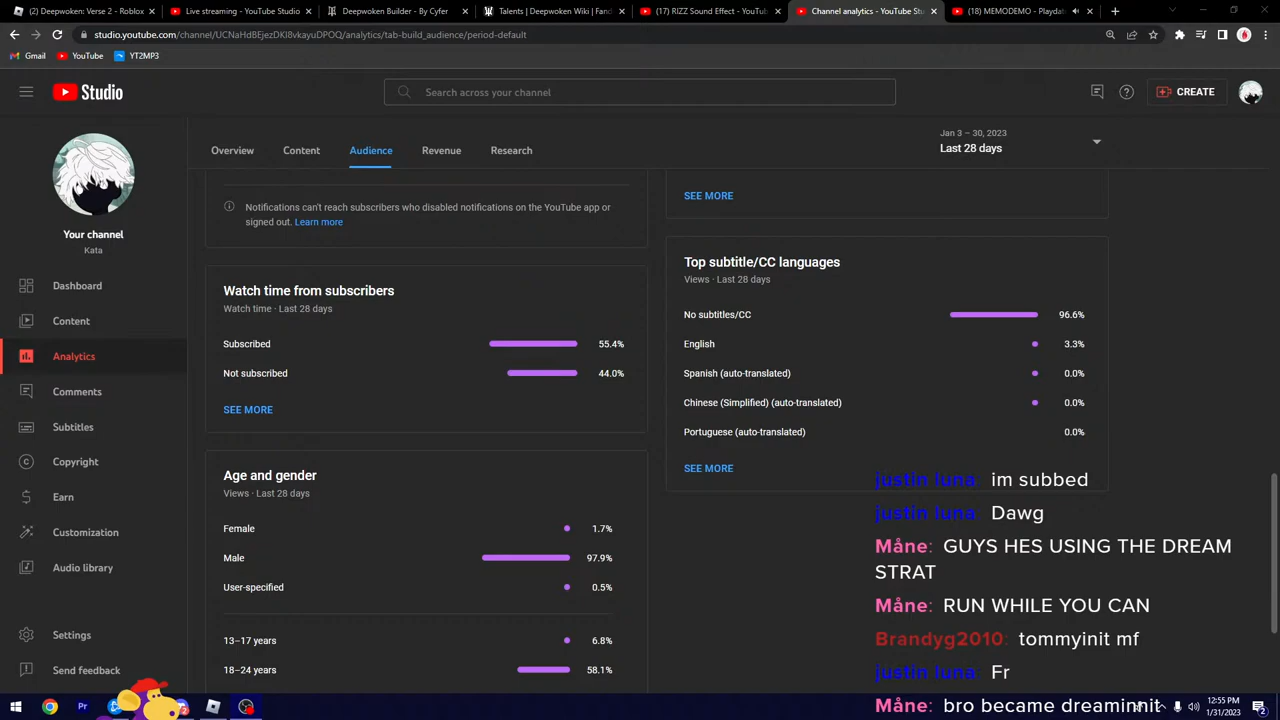 (2) Deepwoken: Verse 2 - Roblox
Live streaming - YouTube Studio
Deepwoken Builder - By Cyfer
Talents | Deepwoken Wiki | Fand
(17) RIZZ Sound Effect - YouTube
Channel analytics - YouTube Stu
(18) MEMODEMO - Playdat
studio.youtube.com/channel/UCNaHdBEjezDKI8vkayuDPOQ/analytics/tab-build_audience/period-default
Gmail
YouTube
YT2MP3
Studio
Search across your channel
CREATE
Your channel
Kata
Dashboard
Content
Analytics
Comments
Subtitles
Copyright
Earn
Customization
Audio library
Settings
Send feedback
Overview
Content
Audience
Revenue
Research
Jan 3 – 30, 2023
Last 28 days
Notifications can't reach subscribers who disabled notifications on the YouTube app or
signed out. Learn more
Watch time from subscribers
Watch time · Last 28 days
Subscribed 55.4%
Not subscribed 44.0%
SEE MORE
Age and gender
Views · Last 28 days
Female 1.7%
Male 97.9%
User-specified 0.5%
13–17 years 6.8%
18–24 years 58.1%
SEE MORE
Top subtitle/CC languages
Views · Last 28 days
No subtitles/CC 96.6%
English 3.3%
Spanish (auto-translated) 0.0%
Chinese (Simplified) (auto-translated) 0.0%
Portuguese (auto-translated) 0.0%
SEE MORE
justin luna: im subbed
justin luna: Dawg
Måne: GUYS HES USING THE DREAM
STRAT
Måne: RUN WHILE YOU CAN
Brandyg2010: tommyinit mf
justin luna: Fr
Måne: bro became dreaminnit
Pr
2
12:55 PM
1/31/2023
2